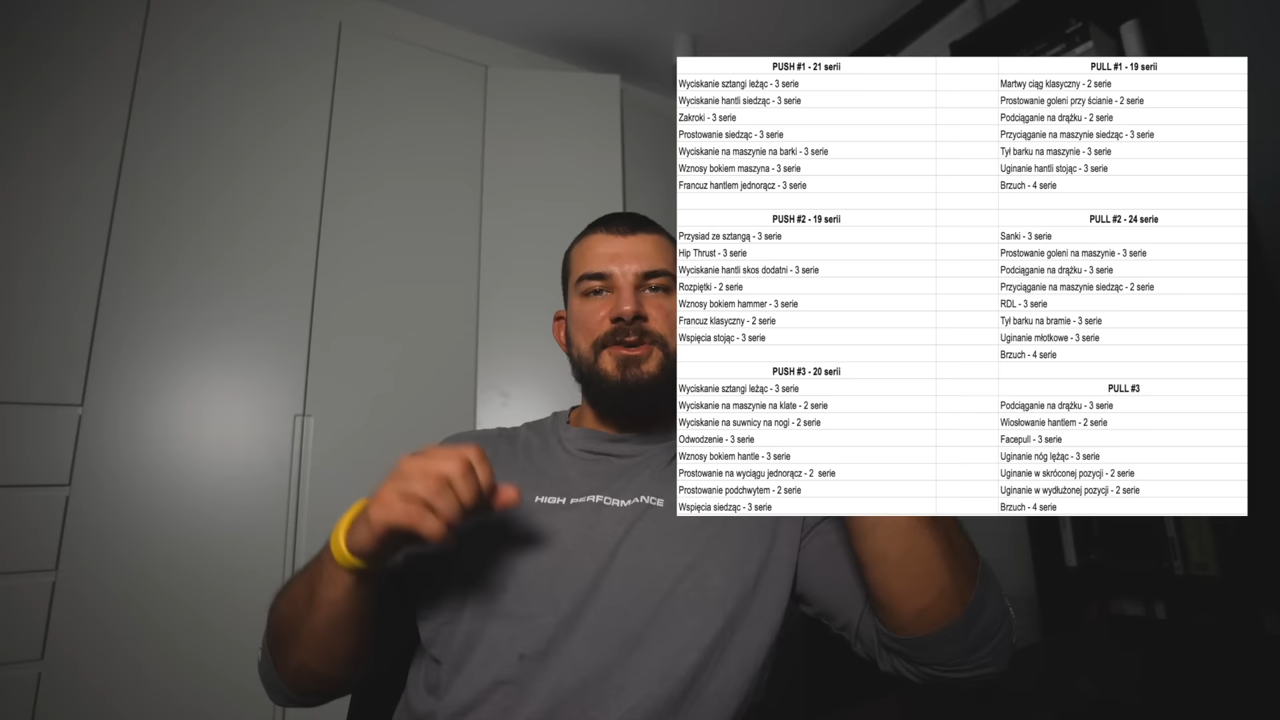 PUSH #1 - 21 serii
Wyciskanie sztangi leżąc - 3 serie
Wyciskanie hantli siedząc - 3 serie
Zakroki - 3 serie
Prostowanie siedząc - 3 serie
Wyciskanie na maszynie na barki - 3 serie
Wznosy bokiem maszyna - 3 serie
Francuz hantlem jednorącz - 3 serie
PULL #1 - 19 serii
Martwy ciąg klasyczny - 2 serie
Prostowanie goleni przy ścianie - 2 serie
Podciąganie na drążku - 2 serie
Przyciąganie na maszynie siedząc - 3 serie
Tył barku na maszynie - 3 serie
Uginanie hantli stojąc - 3 serie
Brzuch - 4 serie
PUSH #2 - 19 serii
Przysiad ze sztangą - 3 serie
Hip Thrust - 3 serie
Wyciskanie hantli skos dodatni - 3 serie
Rozpiętki - 2 serie
Wznosy bokiem hammer - 3 serie
Francuz klasyczny - 2 serie
Wspięcia stojąc - 3 serie
PULL #2 - 24 serie
Sanki - 3 serie
Prostowanie goleni na maszynie - 3 serie
Podciąganie na drążku - 3 serie
Przyciąganie na maszynie siedząc - 2 serie
RDL - 3 serie
Tył barku na bramie - 3 serie
Uginanie młotkowe - 3 serie
Brzuch - 4 serie
PUSH #3 - 20 serii
Wyciskanie sztangi leżąc - 3 serie
Wyciskanie na maszynie na klate - 2 serie
Wyciskanie na suwnicy na nogi - 2 serie
Odwodzenie - 3 serie
Wznosy bokiem hantle - 3 serie
Prostowanie na wyciągu jednorącz - 2  serie
Prostowanie podchwytem - 2 serie
Wspięcia siedząc - 3 serie
PULL #3
Podciąganie na drążku - 3 serie
Wiosłowanie hantlem - 2 serie
Facepull - 3 serie
Uginanie nóg lężąc - 3 serie
Uginanie w skróconej pozycji - 2 serie
Uginanie w wydłużonej pozycji - 2 serie
Brzuch - 4 serie
HIGH PERFORMANCE